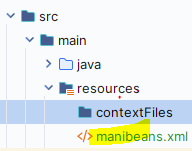 src
main
java
resources
contextFiles
manibeans.xml